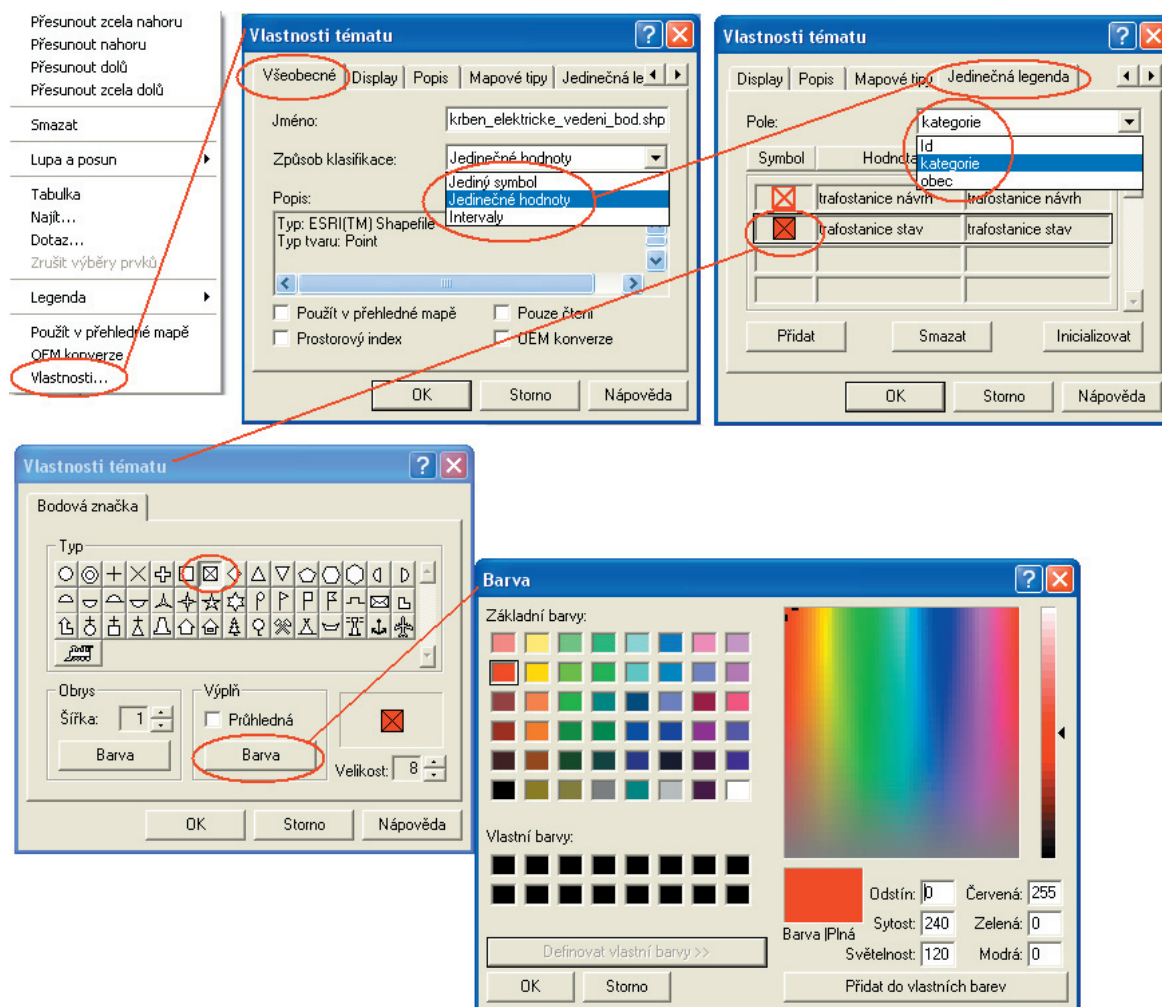 Přesunout zcela nahoru
Přesunout nahoru
Přesunout dolů
Přesunout zcela dolů
Smazat
Lupa a posun
Tabulka
Najít...
Dotaz...
Zrušit výběry prvků
Legenda
Použít v přehledné mapě
OEM konverze
Vlastnosti...
Vlastnosti tématu
Všeobecné Display Popis Mapové tipy Jedinečná le
Jméno: krben_elektricke_vedeni_bod.shp
Způsob klasifikace: Jedinečné hodnoty
Jediný symbol
Jedinečné hodnoty
Intervaly
Popis:
Typ: ESRI(TM) Shapefile
Typ tvaru: Point
Použít v přehledné mapě Pouze čtení
Prostorový index OEM konverze
OK Storno Nápověda
Vlastnosti tématu
Display Popis Mapové tipy Jedinečná legenda
Pole: kategorie
Id
kategorie
obec
Symbol Hodnota
trafostanice návrh trafostanice návrh
trafostanice stav trafostanice stav
Přidat Smazat Inicializovat
OK Storno Nápověda
Vlastnosti tématu
Bodová značka
Typ
Obrys Výplň
Šířka: 1 Průhledná
Barva Barva
Velikost: 8
OK Storno Nápověda
Barva
Základní barvy:
Vlastní barvy:
Definovat vlastní barvy >>
OK Storno
Barva |Plná
Odstín: 0 Červená: 255
Sytost: 240 Zelená: 0
Světelnost: 120 Modrá: 0
Přidat do vlastních barev